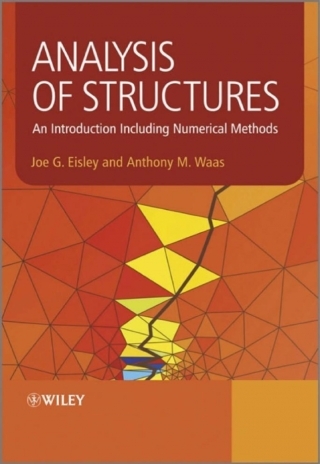 ANALYSIS
OF STRUCTURES
An Introduction Including Numerical Methods
Joe G. Eisley and Anthony M. Waas
WILEY